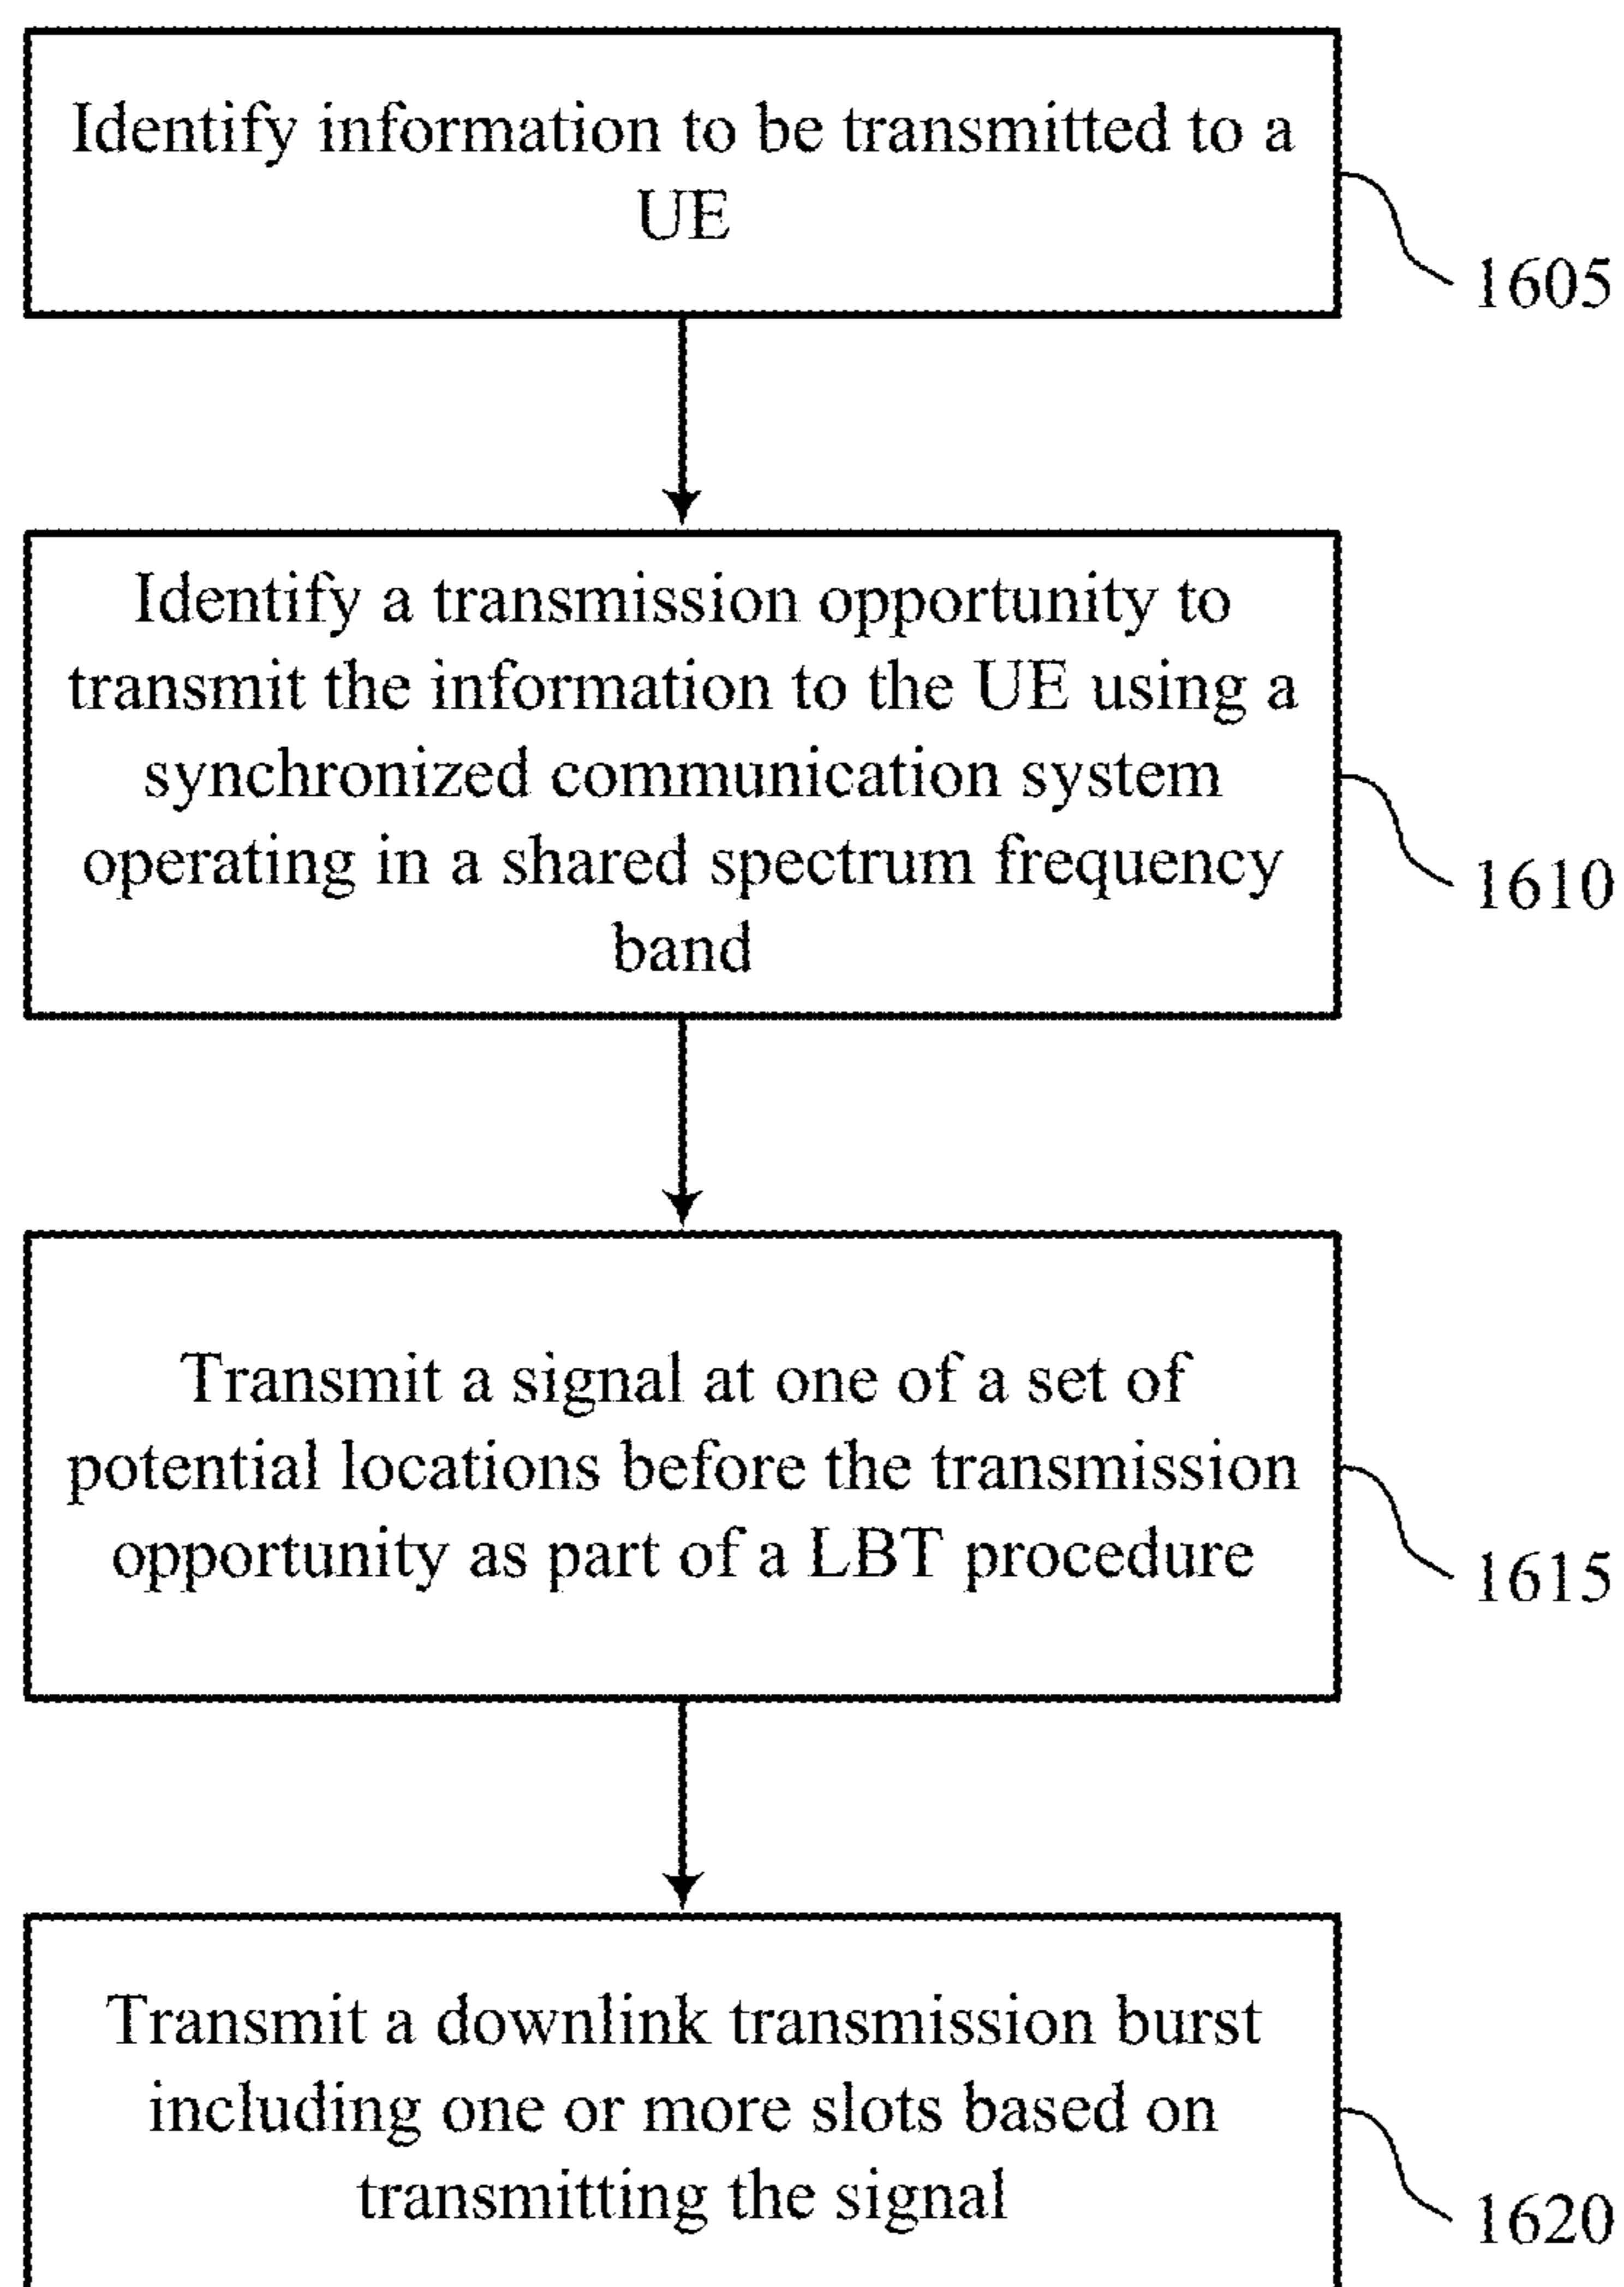 Identify information to be transmitted to a
UE
1605
Identify a transmission opportunity to
transmit the information to the UE using a
synchronized communication system
operating in a shared spectrum frequency
band
1610
Transmit a signal at one of a set of
potential locations before the transmission
opportunity as part of a LBT procedure
1615
Transmit a downlink transmission burst
including one or more slots based on
transmitting the signal
1620